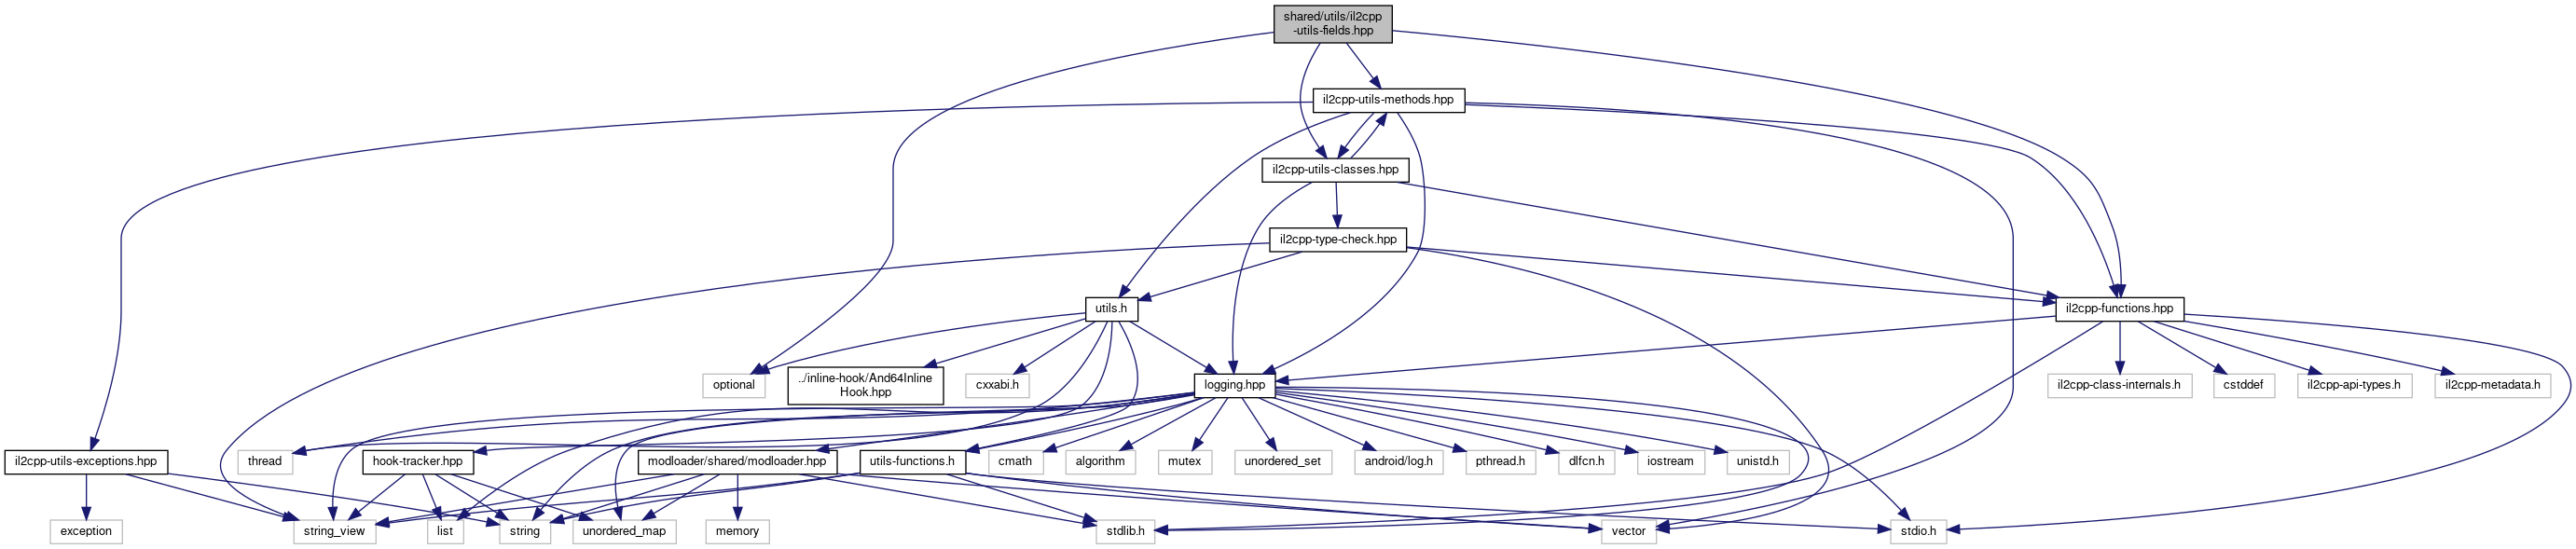 shared/utils/il2cpp
-utils-fields.hpp
il2cpp-utils-methods.hpp
il2cpp-utils-classes.hpp
il2cpp-type-check.hpp
utils.h
il2cpp-functions.hpp
optional
../inline-hook/And64Inline
Hook.hpp
cxxabi.h
logging.hpp
il2cpp-class-internals.h
cstddef
il2cpp-api-types.h
il2cpp-metadata.h
il2cpp-utils-exceptions.hpp
thread
hook-tracker.hpp
modloader/shared/modloader.hpp
utils-functions.h
cmath
algorithm
mutex
unordered_set
android/log.h
pthread.h
dlfcn.h
iostream
unistd.h
exception
string_view
list
string
unordered_map
memory
stdlib.h
vector
stdio.h